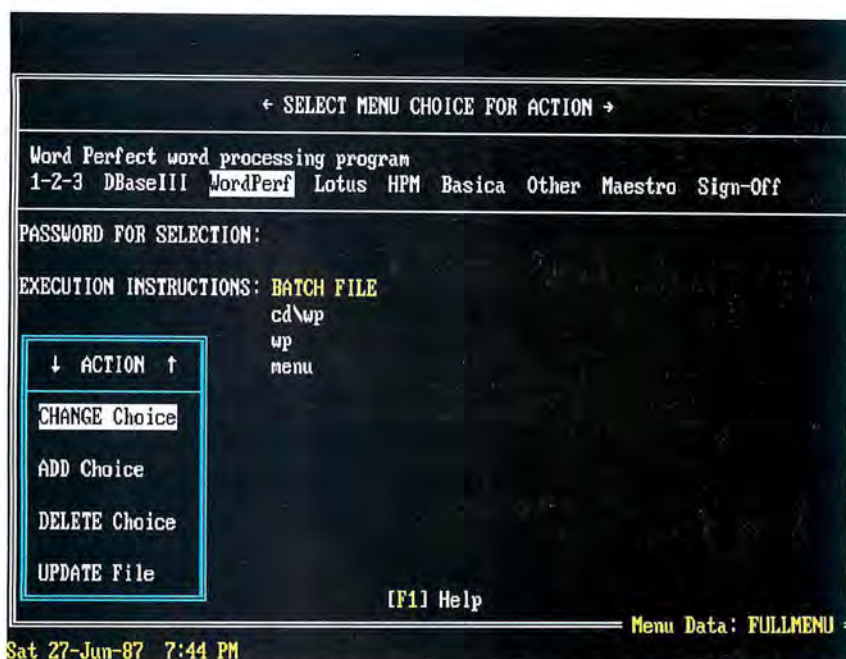 ← SELECT MENU CHOICE FOR ACTION →
Word Perfect word processing program
1-2-3 DBaseIII WordPerf Lotus HPM Basica Other Maestro Sign-Off
PASSWORD FOR SELECTION:
EXECUTION INSTRUCTIONS: BATCH FILE
cd\wp
wp
menu
↓ ACTION ↑
CHANGE Choice
ADD Choice
DELETE Choice
UPDATE File
[F1] Help
Menu Data: FULLMENU
Sat 27-Jun-87 7:44 PM